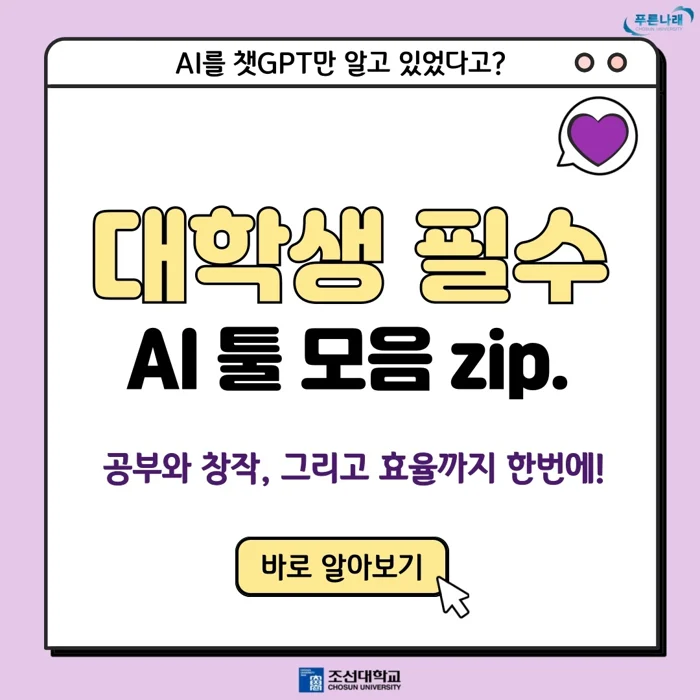 푸른나래
CHOSUN UNIVERSITY
AI를 챗GPT만 알고 있었다고?
대학생 필수
AI 툴 모음 zip.
공부와 창작, 그리고 효율까지 한번에!
바로 알아보기
조선대학교
CHOSUN UNIVERSITY